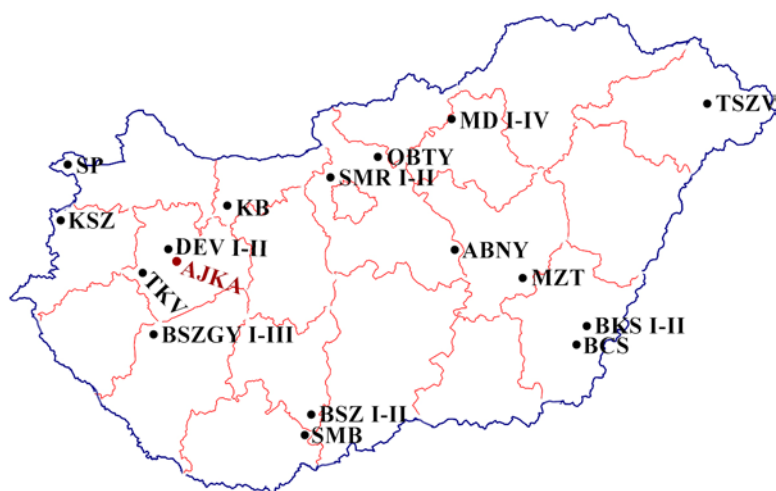 TSZV
MD I-IV
OBTY
SP
SMR I-II
KB
KSZ
DEV I-II
ABNY
AJKA
TKV
MZT
BKS I-II
BSZGY I-III
BCS
BSZ I-II
SMB